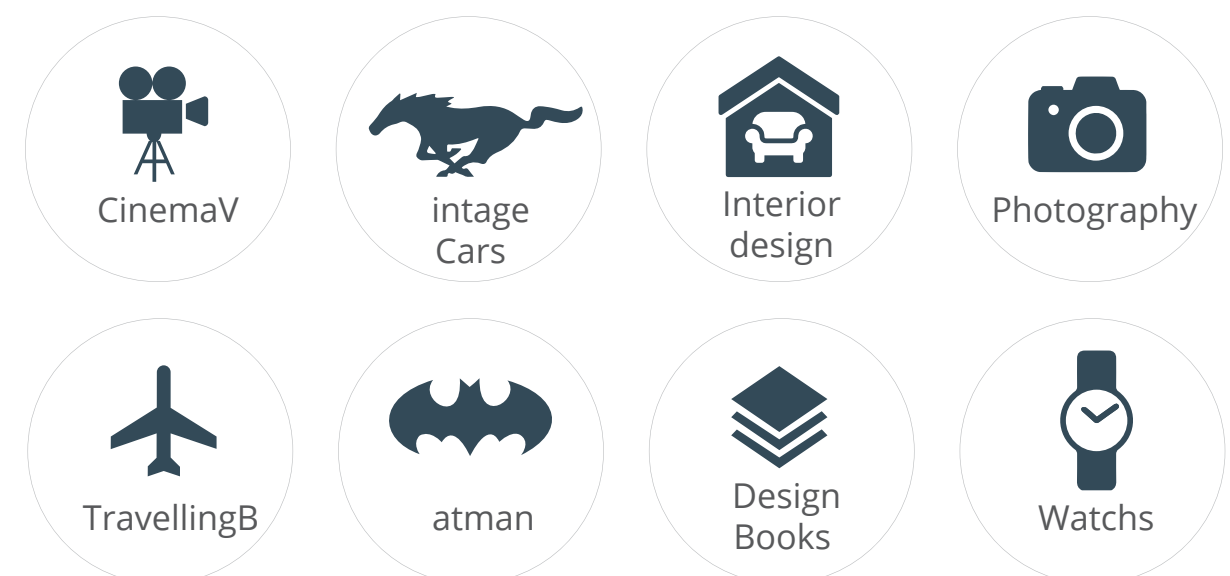 CinemaV
intage
Cars
Interior
design
Photography
TravellingB
atman
Design
Books
Watchs